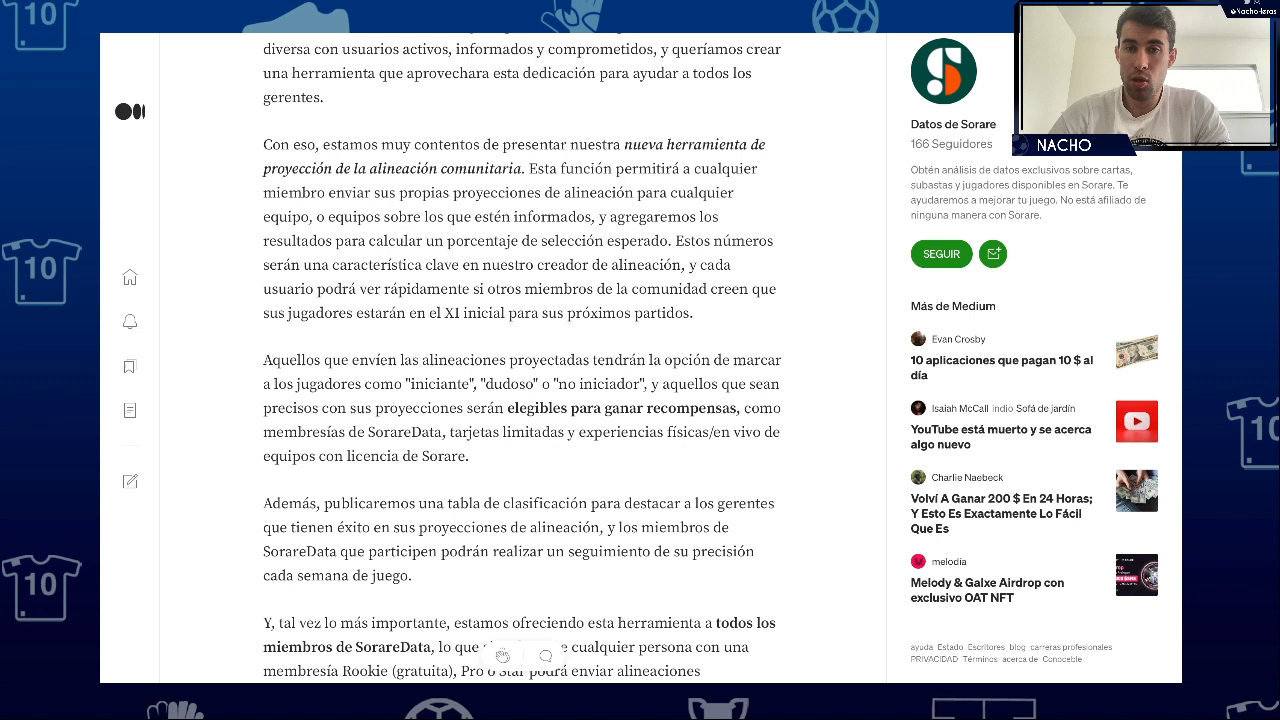 diversa con usuarios activos, informados y comprometidos, y queríamos crear
una herramienta que aprovechara esta dedicación para ayudar a todos los
gerentes.
Con eso, estamos muy contentos de presentar nuestra nueva herramienta de
proyección de la alineación comunitaria. Esta función permitirá a cualquier
miembro enviar sus propias proyecciones de alineación para cualquier
equipo, o equipos sobre los que estén informados, y agregaremos los
resultados para calcular un porcentaje de selección esperado. Estos números
serán una característica clave en nuestro creador de alineación, y cada
usuario podrá ver rápidamente si otros miembros de la comunidad creen que
sus jugadores estarán en el XI inicial para sus próximos partidos.
Aquellos que envíen las alineaciones proyectadas tendrán la opción de marcar
a los jugadores como "iniciante", "dudoso" o "no iniciador", y aquellos que sean
precisos con sus proyecciones serán elegibles para ganar recompensas, como
membresías de SorareData, tarjetas limitadas y experiencias físicas/en vivo de
equipos con licencia de Sorare.
Además, publicaremos una tabla de clasificación para destacar a los gerentes
que tienen éxito en sus proyecciones de alineación, y los miembros de
SorareData que participen podrán realizar un seguimiento de su precisión
cada semana de juego.
Y, tal vez lo más importante, estamos ofreciendo esta herramienta a todos los
miembros de SorareData, lo que cualquier persona con una
membresía Rookie (gratuita), Pro o Star podrá enviar alineaciones
Datos de Sorare
166 Seguidores
Obtén análisis de datos exclusivos sobre cartas,
subastas y jugadores disponibles en Sorare. Te
ayudaremos a mejorar tu juego. No está afiliado de
ninguna manera con Sorare.
SEGUIR
Más de Medium
Evan Crosby
10 aplicaciones que pagan 10 $ al
día
Isaiah McCall indio Sofá de jardín
YouTube está muerto y se acerca
algo nuevo
Charlie Naebeck
Volví A Ganar 200 $ En 24 Horas;
Y Esto Es Exactamente Lo Fácil
Que Es
melodía
Melody & Galxe Airdrop con
exclusivo OAT NFT
ayuda Estado Escritores blog carreras profesionales
PRIVACIDAD Términos acerca de Conocible
NACHO
10
10
10
10
10